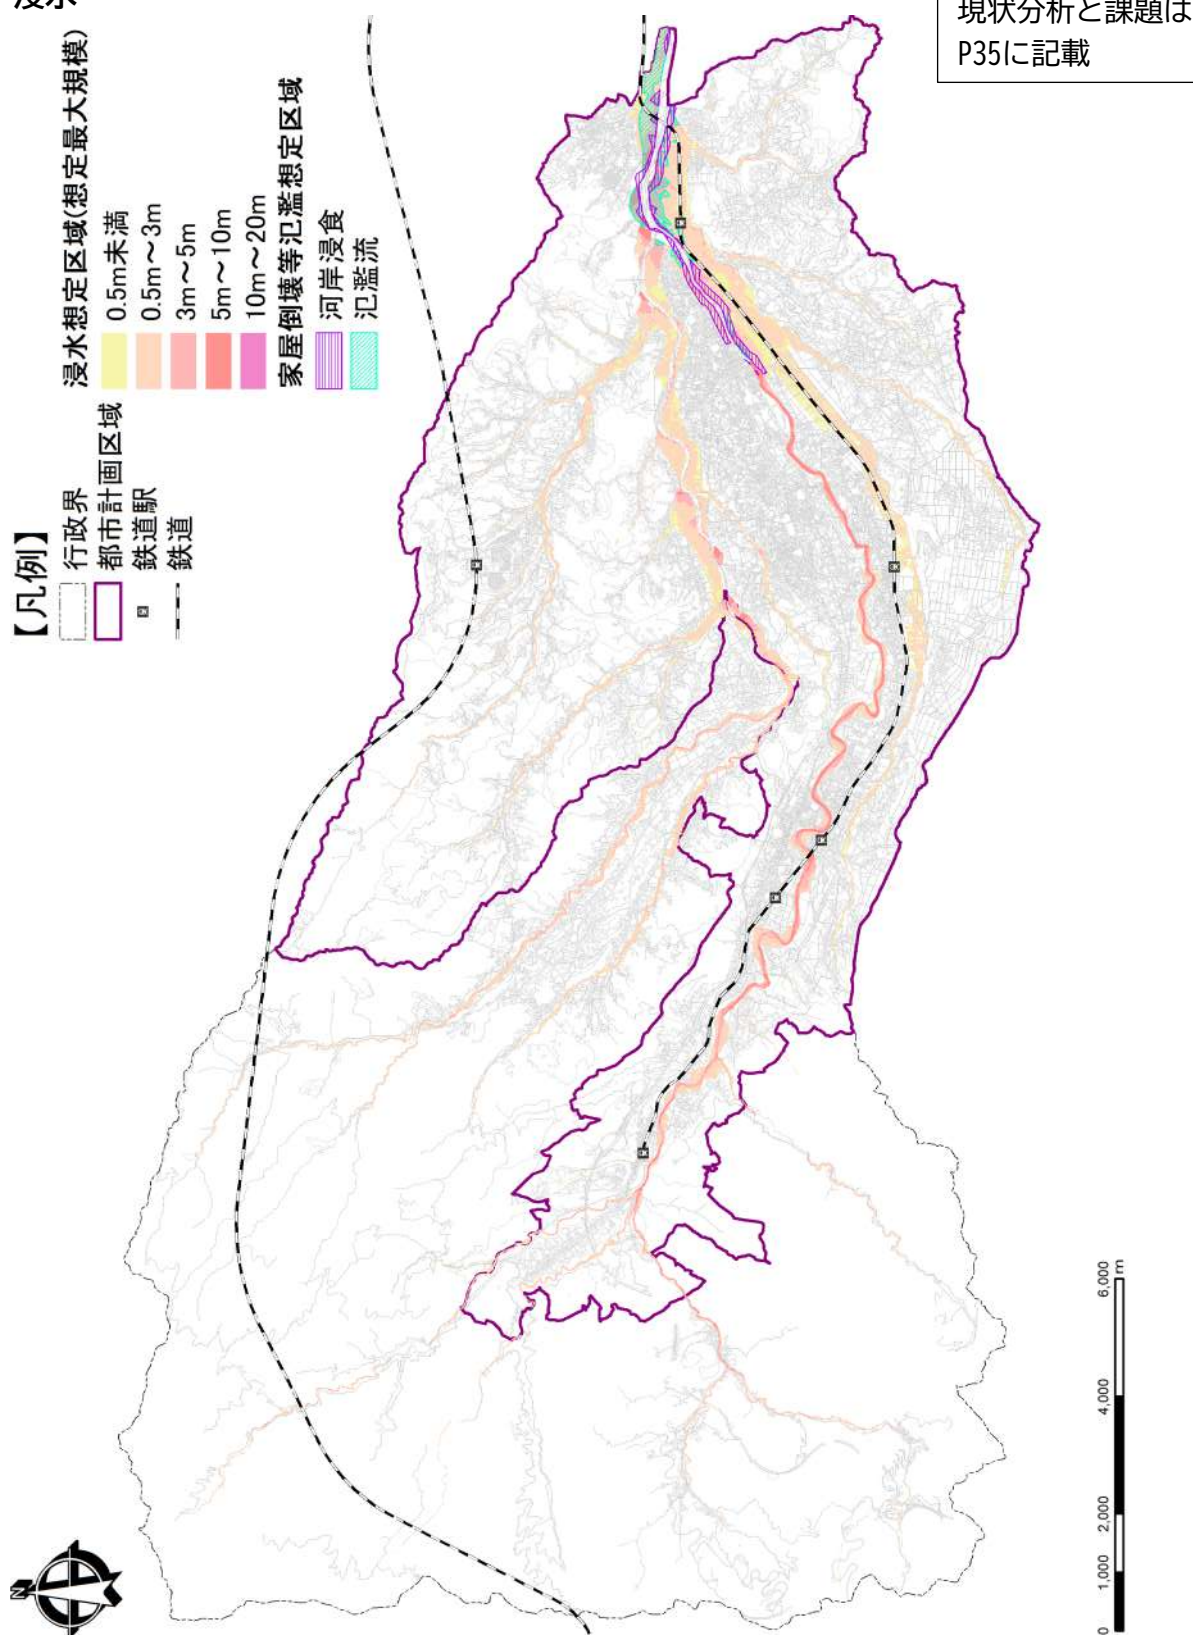 浸水
現状分析と課題は
P35に記載
【凡例】
行政界
都市計画区域
鉄道駅
鉄道
浸水想定区域(想定最大規模)
0.5m未満
0.5m～3m
3m～5m
5m～10m
10m～20m
家屋倒壊等氾濫想定区域
河岸浸食
氾濫流
N
0 1,000 2,000 4,000 6,000
m